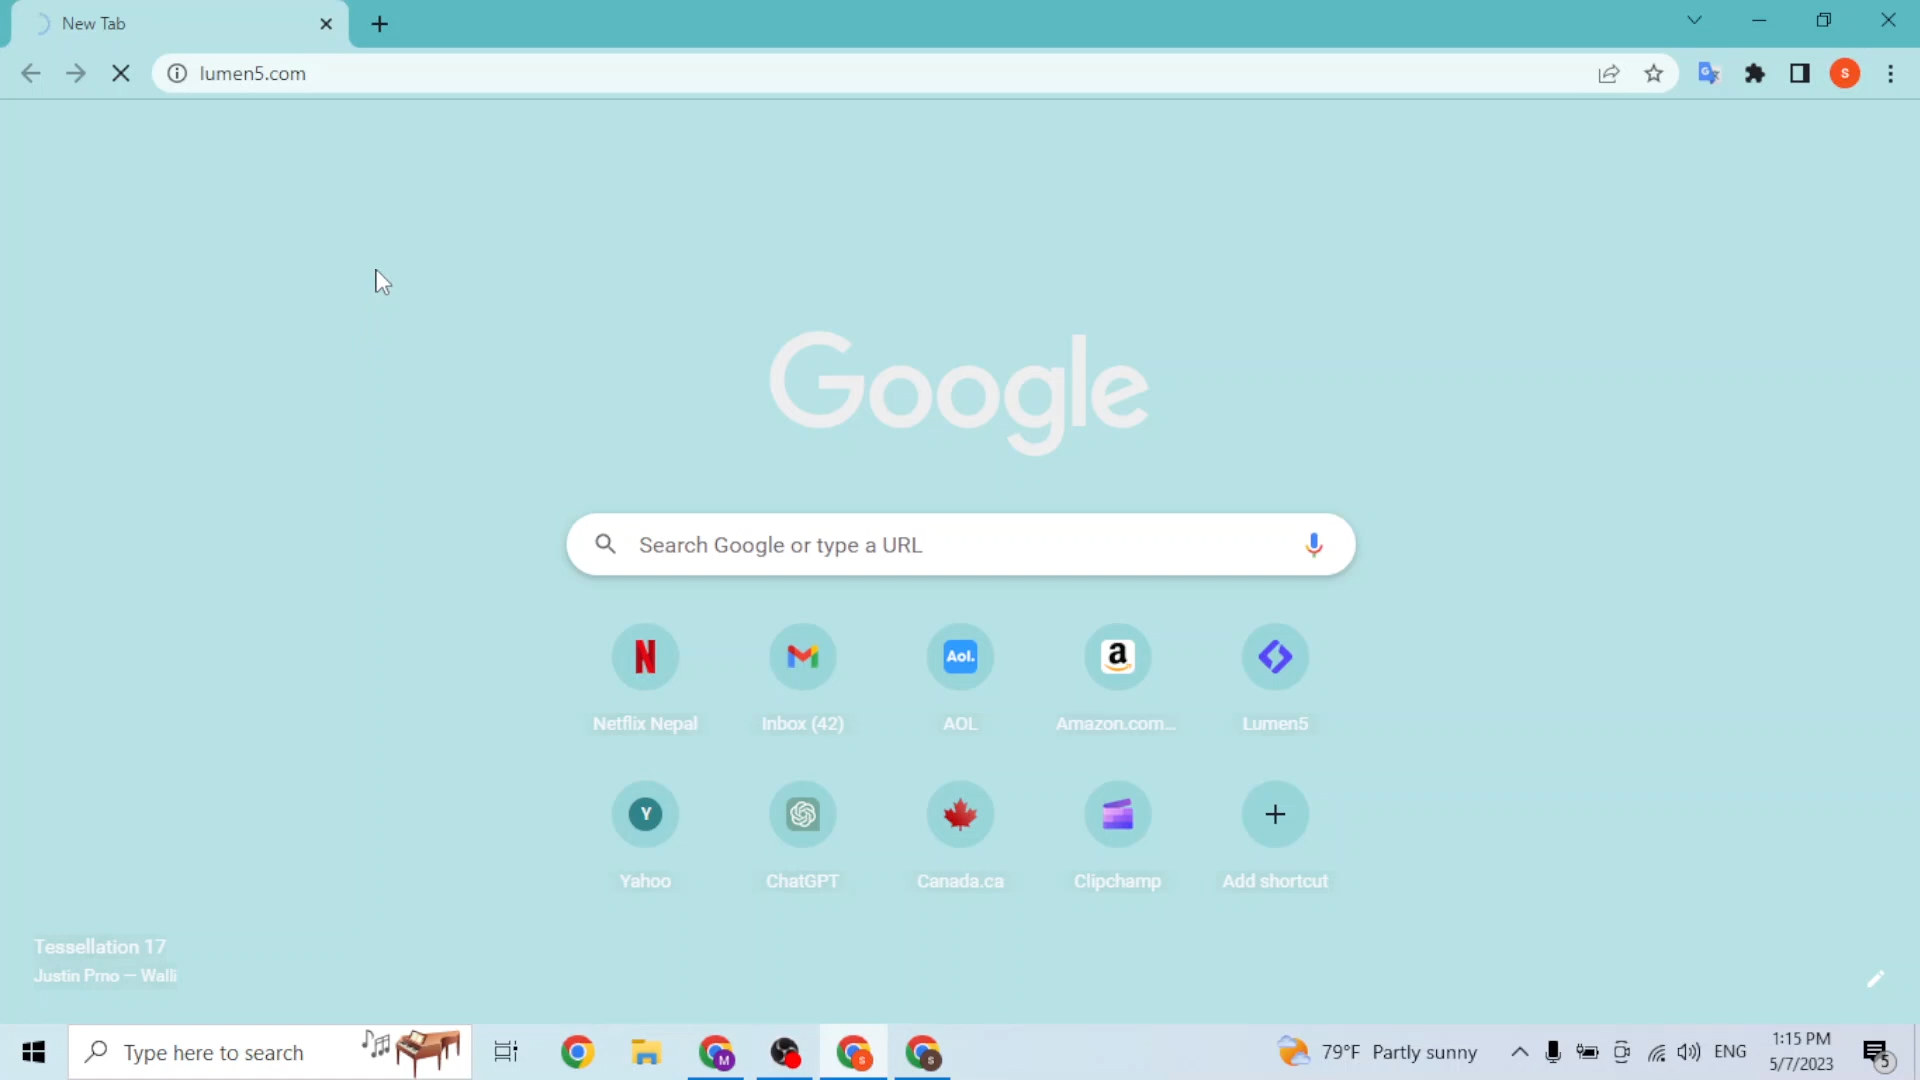 New Tab
lumen5.com
S
Google
Search Google or type a URL
N
Aol.
a
Netflix Nepal
Inbox (42)
AOL
Amazon.com...
Lumen5
Y
Yahoo
ChatGPT
Canada.ca
Clipchamp
Add shortcut
Tessellation 17
Justin Prno — Walli
Type here to search
M
S
S
79°F Partly sunny
ENG
1:15 PM
5/7/2023
5